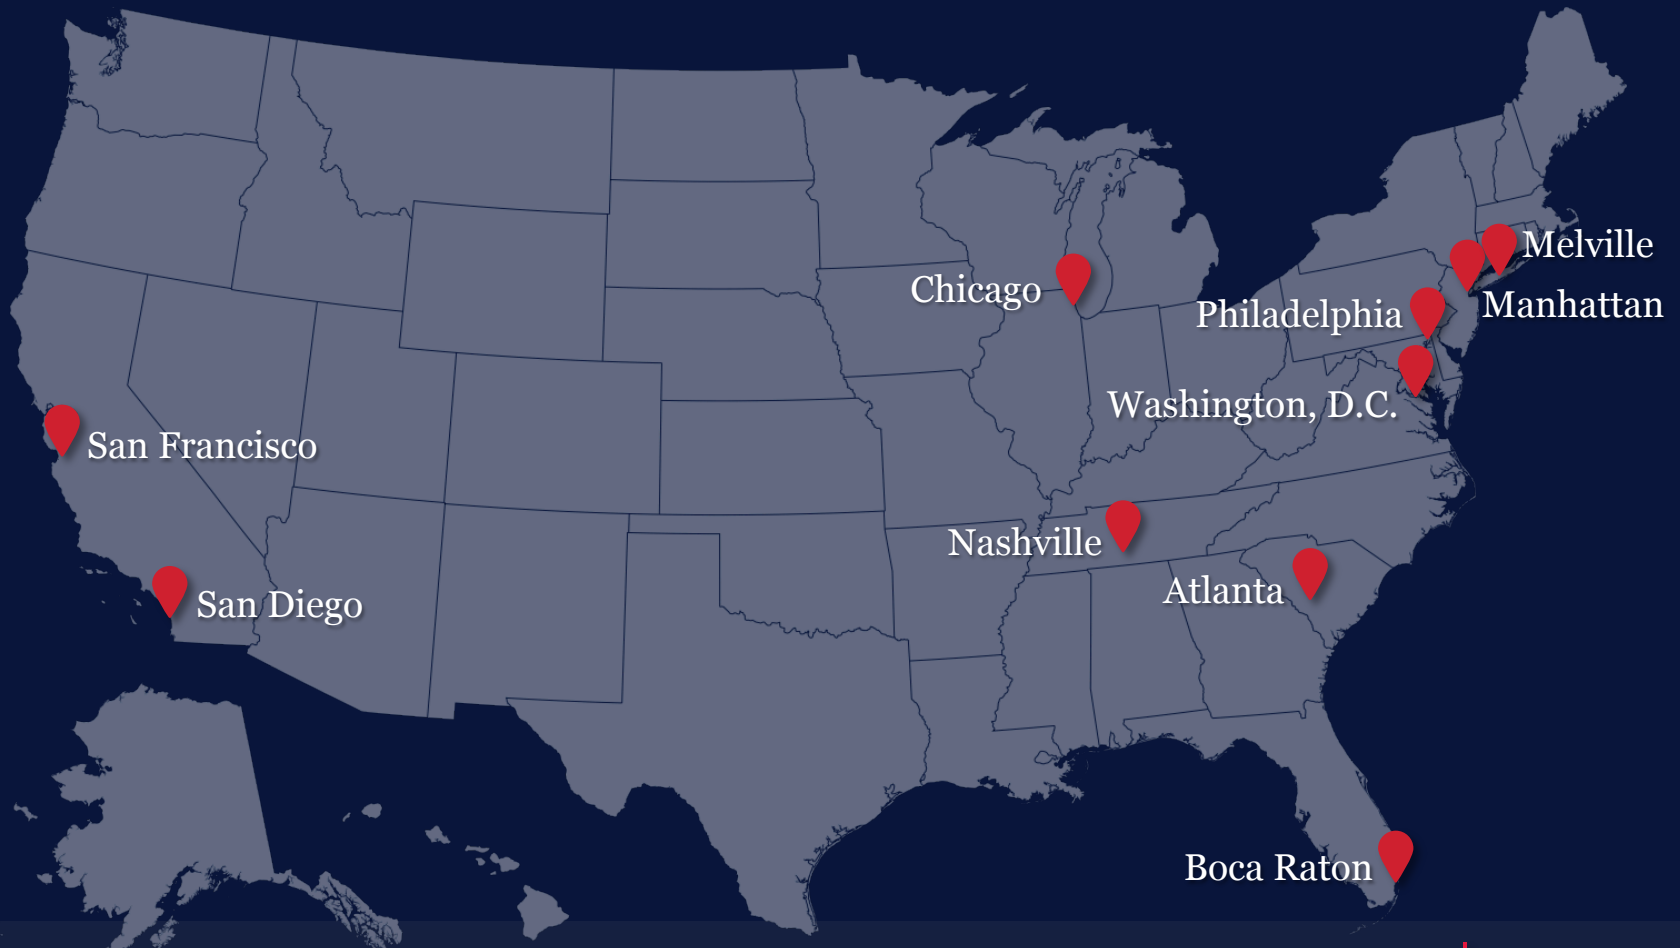 Melville
Chicago
Manhattan
Philadelphia
Washington, D.C.
San Francisco
Nashville
Atlanta
San Diego
Boca Raton